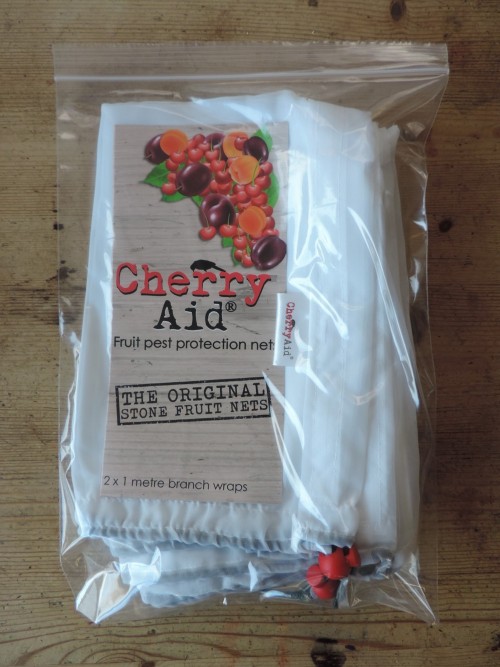 Cherry
Aid®
Fruit pest protection nets
THE ORIGINAL
STONE FRUIT NETS
2 x 1 metre branch wraps
CherryAid®